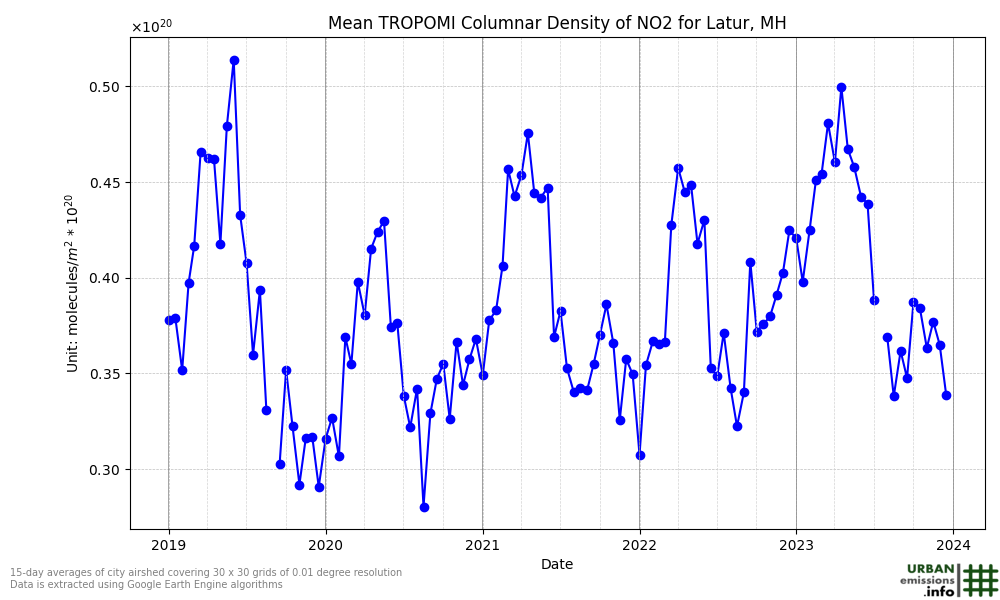 Mean TROPOMI Columnar Density of NO2 for Latur, MH
×10²⁰
0.50
0.45
0.40
0.35
0.30
Unit: molecules/m² * 10²⁰
2019 2020 2021 2022 2023 2024
Date
15-day averages of city airshed covering 30 x 30 grids of 0.01 degree resolution
Data is extracted using Google Earth Engine algorithms
URBAN
emissions
.info